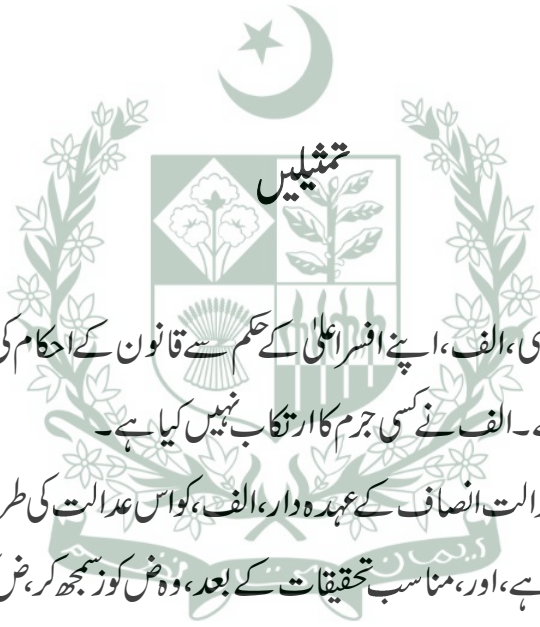 تمثیلیں
ی، الف، اپنے افسر اعلیٰ کے حکم سے قانون کے احکام کی
ے۔ الف نے کسی جرم کا ارتکاب نہیں کیا ہے۔
دالت انصاف کے عہدہ دار، الف، کو اس عدالت کی طر
ہے، اور، مناسب تحقیقات کے بعد، وہ ض کو ز سمجھ کر، ض